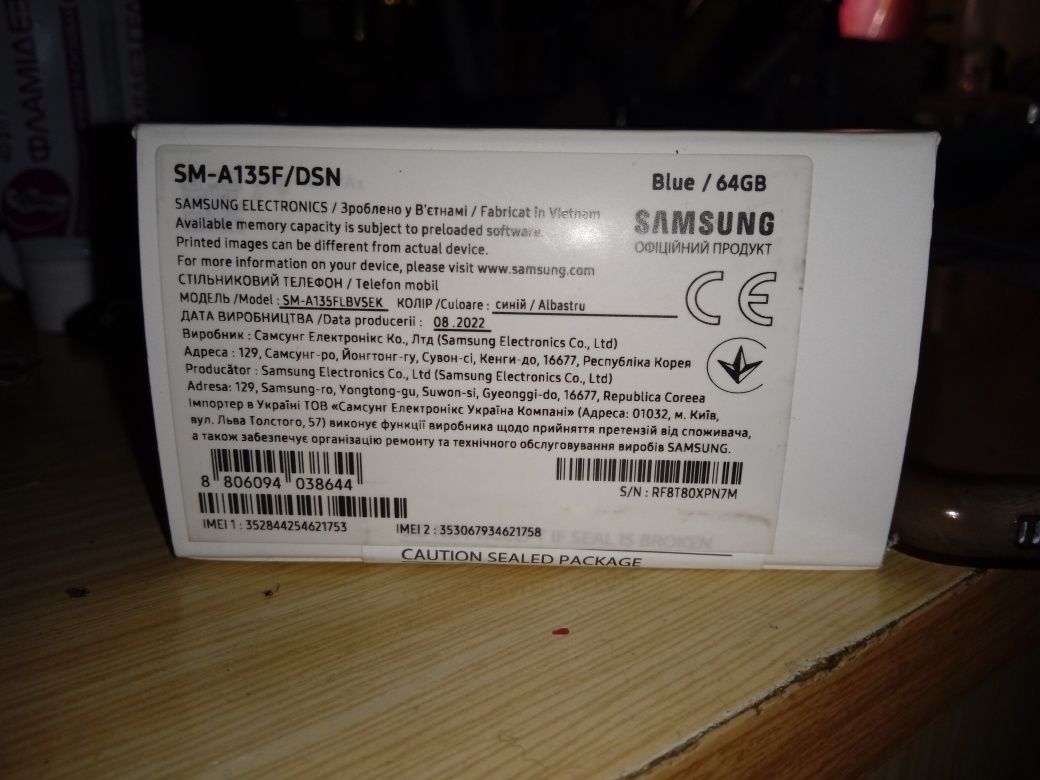 ФЛАМІДЕЗ
SM-A135F/DSN
Blue / 64GB
SAMSUNG ELECTRONICS / Зроблено у В'єтнамі / Fabricat în Vietnam
Available memory capacity is subject to preloaded software.
Printed images can be different from actual device.
For more information on your device, please visit www.samsung.com
SAMSUNG
ОФІЦІЙНИЙ ПРОДУКТ
СТІЛЬНИКОВИЙ ТЕЛЕФОН / Telefon mobil
МОДЕЛЬ /Model : SM-A135FLBVSEK КОЛІР /Culoare : синій / Albastru
ДАТА ВИРОБНИЦТВА /Data producerii : 08 .2022
CE
Виробник : Самсунг Електронікс Ко., Лтд (Samsung Electronics Co., Ltd)
Адреса : 129, Самсунг-ро, Йонгтонг-гу, Сувон-сі, Кенги-до, 16677, Республіка Корея
Producător : Samsung Electronics Co., Ltd (Samsung Electronics Co., Ltd)
Adresa: 129, Samsung-ro, Yongtong-gu, Suwon-si, Gyeonggi-do, 16677, Republica Coreea
Імпортер в Україні ТОВ «Самсунг Електронікс Україна Компані» (Адреса: 01032, м. Київ,
вул. Льва Толстого, 57) виконує функції виробника щодо прийняття претензій від споживача,
а також забезпечує організацію ремонту та технічного обслуговування виробів SAMSUNG.
8 806094 038644
S/N : RF8T80XPN7M
IMEI 1 : 352844254621753 IMEI 2 : 353067934621758
IF SEAL IS BROKEN
CAUTION SEALED PACKAGE